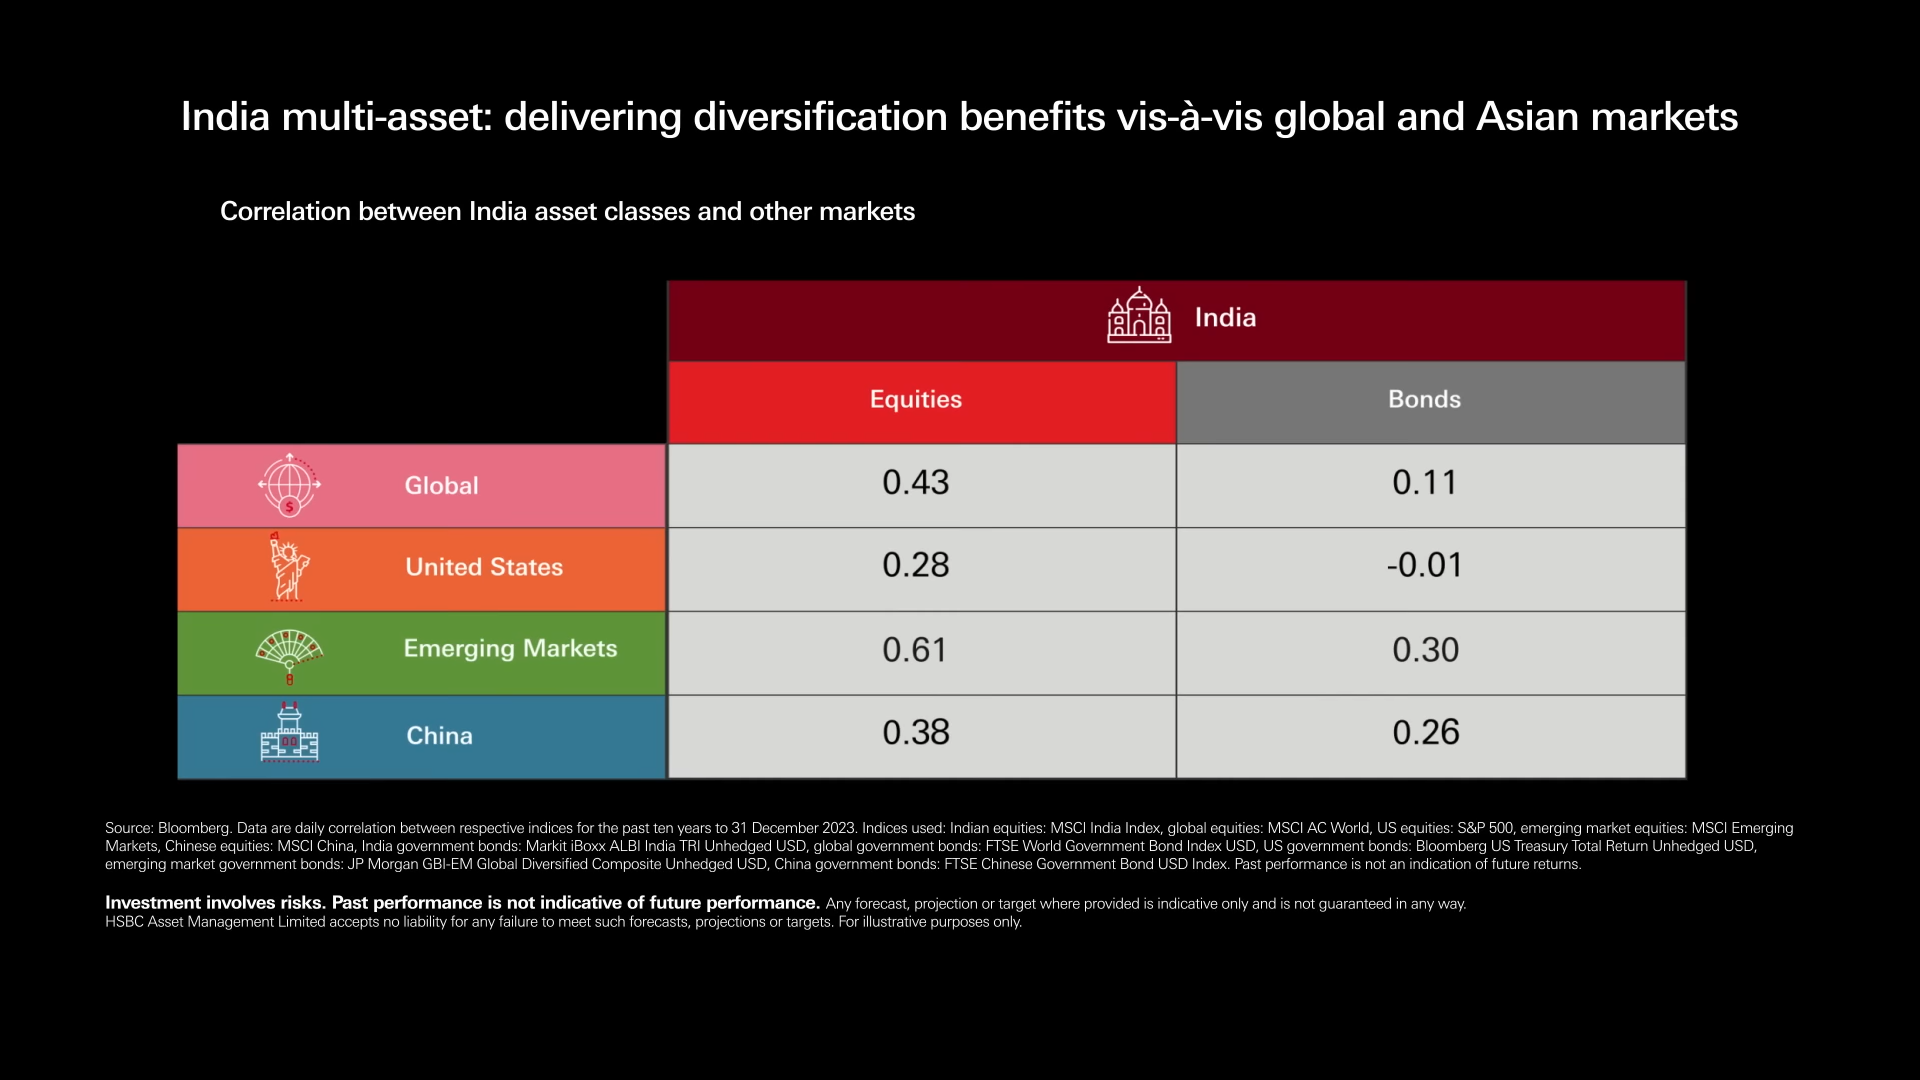 India multi-asset: delivering diversification benefits vis-à-vis global and Asian markets
Correlation between India asset classes and other markets
India
Equities Bonds
Global 0.43 0.11
United States 0.28 -0.01
Emerging Markets 0.61 0.30
China 0.38 0.26
Source: Bloomberg. Data are daily correlation between respective indices for the past ten years to 31 December 2023. Indices used: Indian equities: MSCI India Index, global equities: MSCI AC World, US equities: S&P 500, emerging market equities: MSCI Emerging
Markets, Chinese equities: MSCI China, India government bonds: Markit iBoxx ALBI India TRI Unhedged USD, global government bonds: FTSE World Government Bond Index USD, US government bonds: Bloomberg US Treasury Total Return Unhedged USD,
emerging market government bonds: JP Morgan GBI-EM Global Diversified Composite Unhedged USD, China government bonds: FTSE Chinese Government Bond USD Index. Past performance is not an indication of future returns.
Investment involves risks. Past performance is not indicative of future performance. Any forecast, projection or target where provided is indicative only and is not guaranteed in any way.
HSBC Asset Management Limited accepts no liability for any failure to meet such forecasts, projections or targets. For illustrative purposes only.